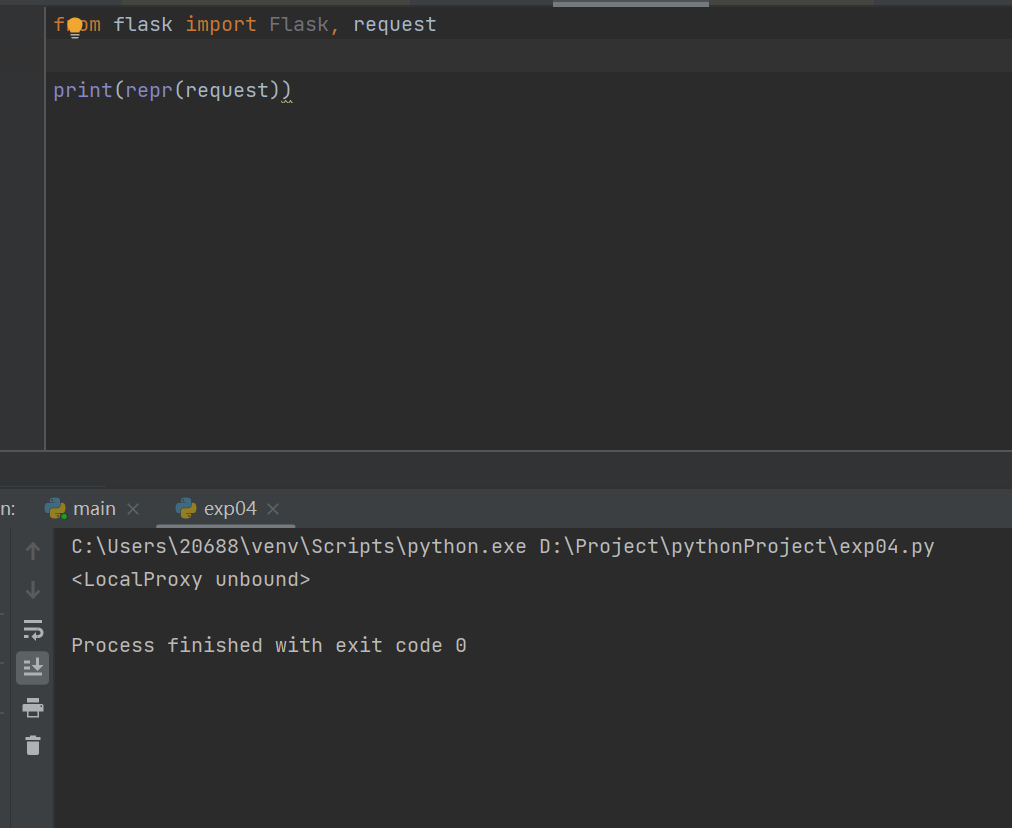 from flask import Flask, request
print(repr(request))
n:
main
exp04
C:\Users\20688\venv\Scripts\python.exe D:\Project\pythonProject\exp04.py
<LocalProxy unbound>
Process finished with exit code 0